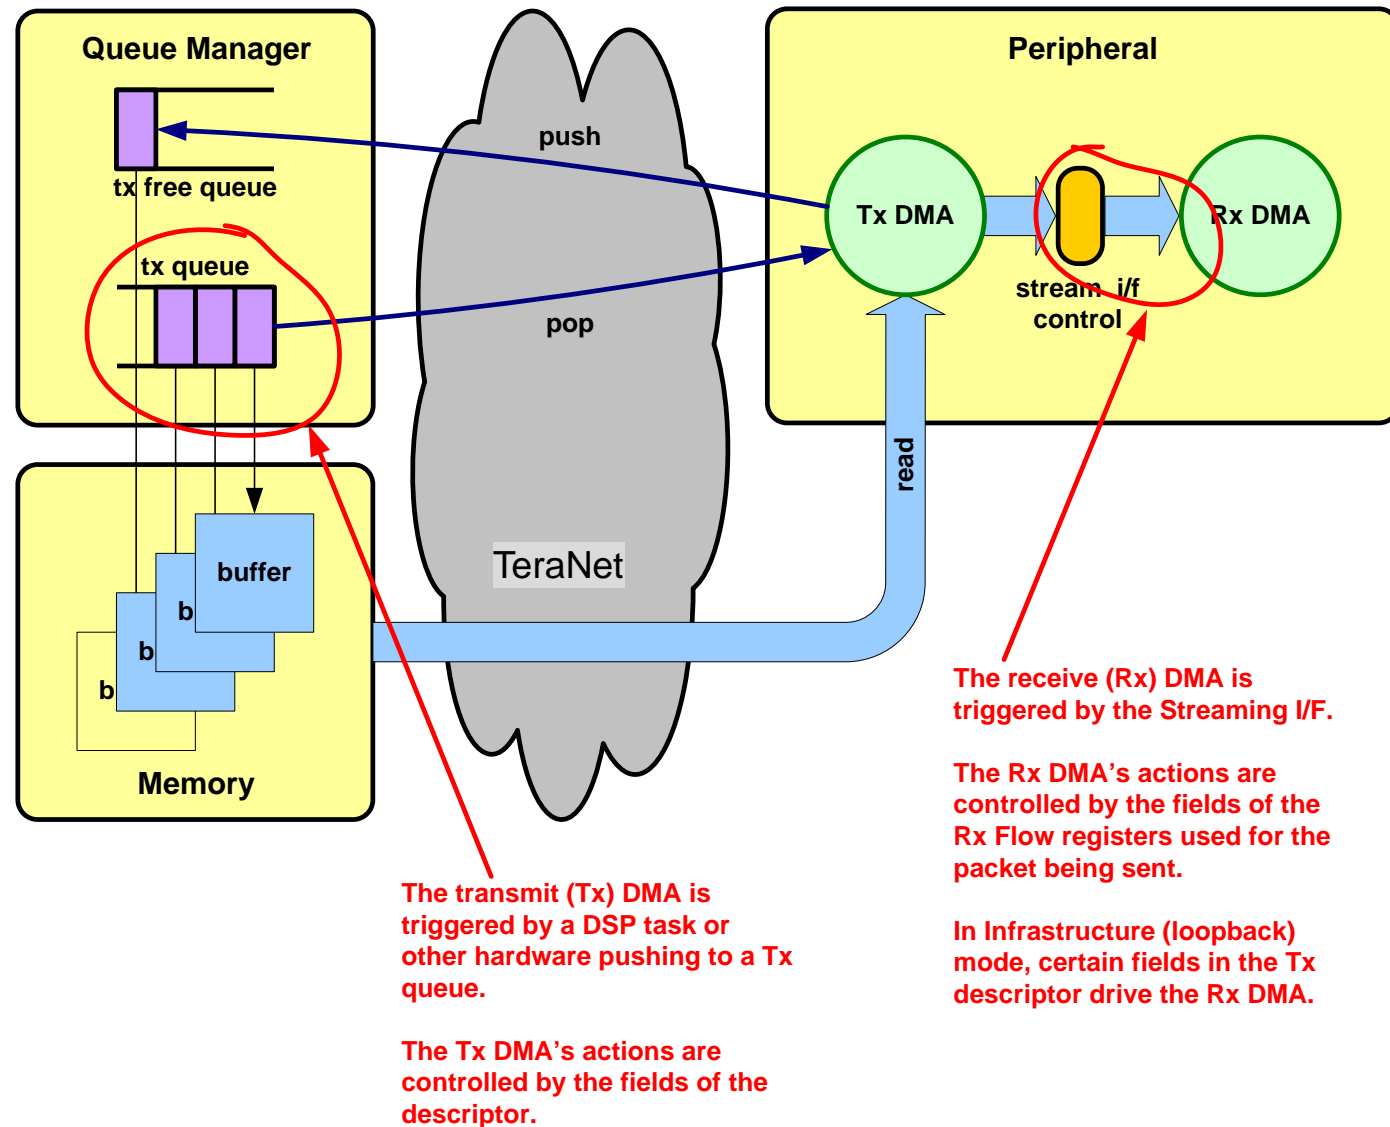 Queue Manager
Peripheral
push
tx free queue
Tx DMA
Rx DMA
tx queue
stream i/f
control
pop
read
buffer
b
b
b
TeraNet
Memory
The receive (Rx) DMA is
triggered by the Streaming I/F.
The Rx DMA’s actions are
controlled by the fields of the
Rx Flow registers used for the
packet being sent.
In Infrastructure (loopback)
mode, certain fields in the Tx
descriptor drive the Rx DMA.
The transmit (Tx) DMA is
triggered by a DSP task or
other hardware pushing to a Tx
queue.
The Tx DMA’s actions are
controlled by the fields of the
descriptor.